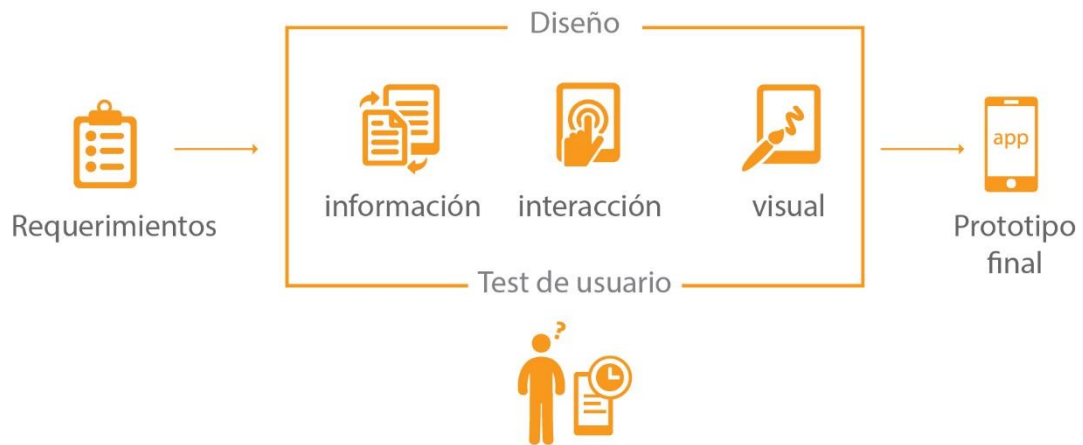 Diseño
app
información
interacción
visual
Requerimientos
Prototipo
final
Test de usuario
?